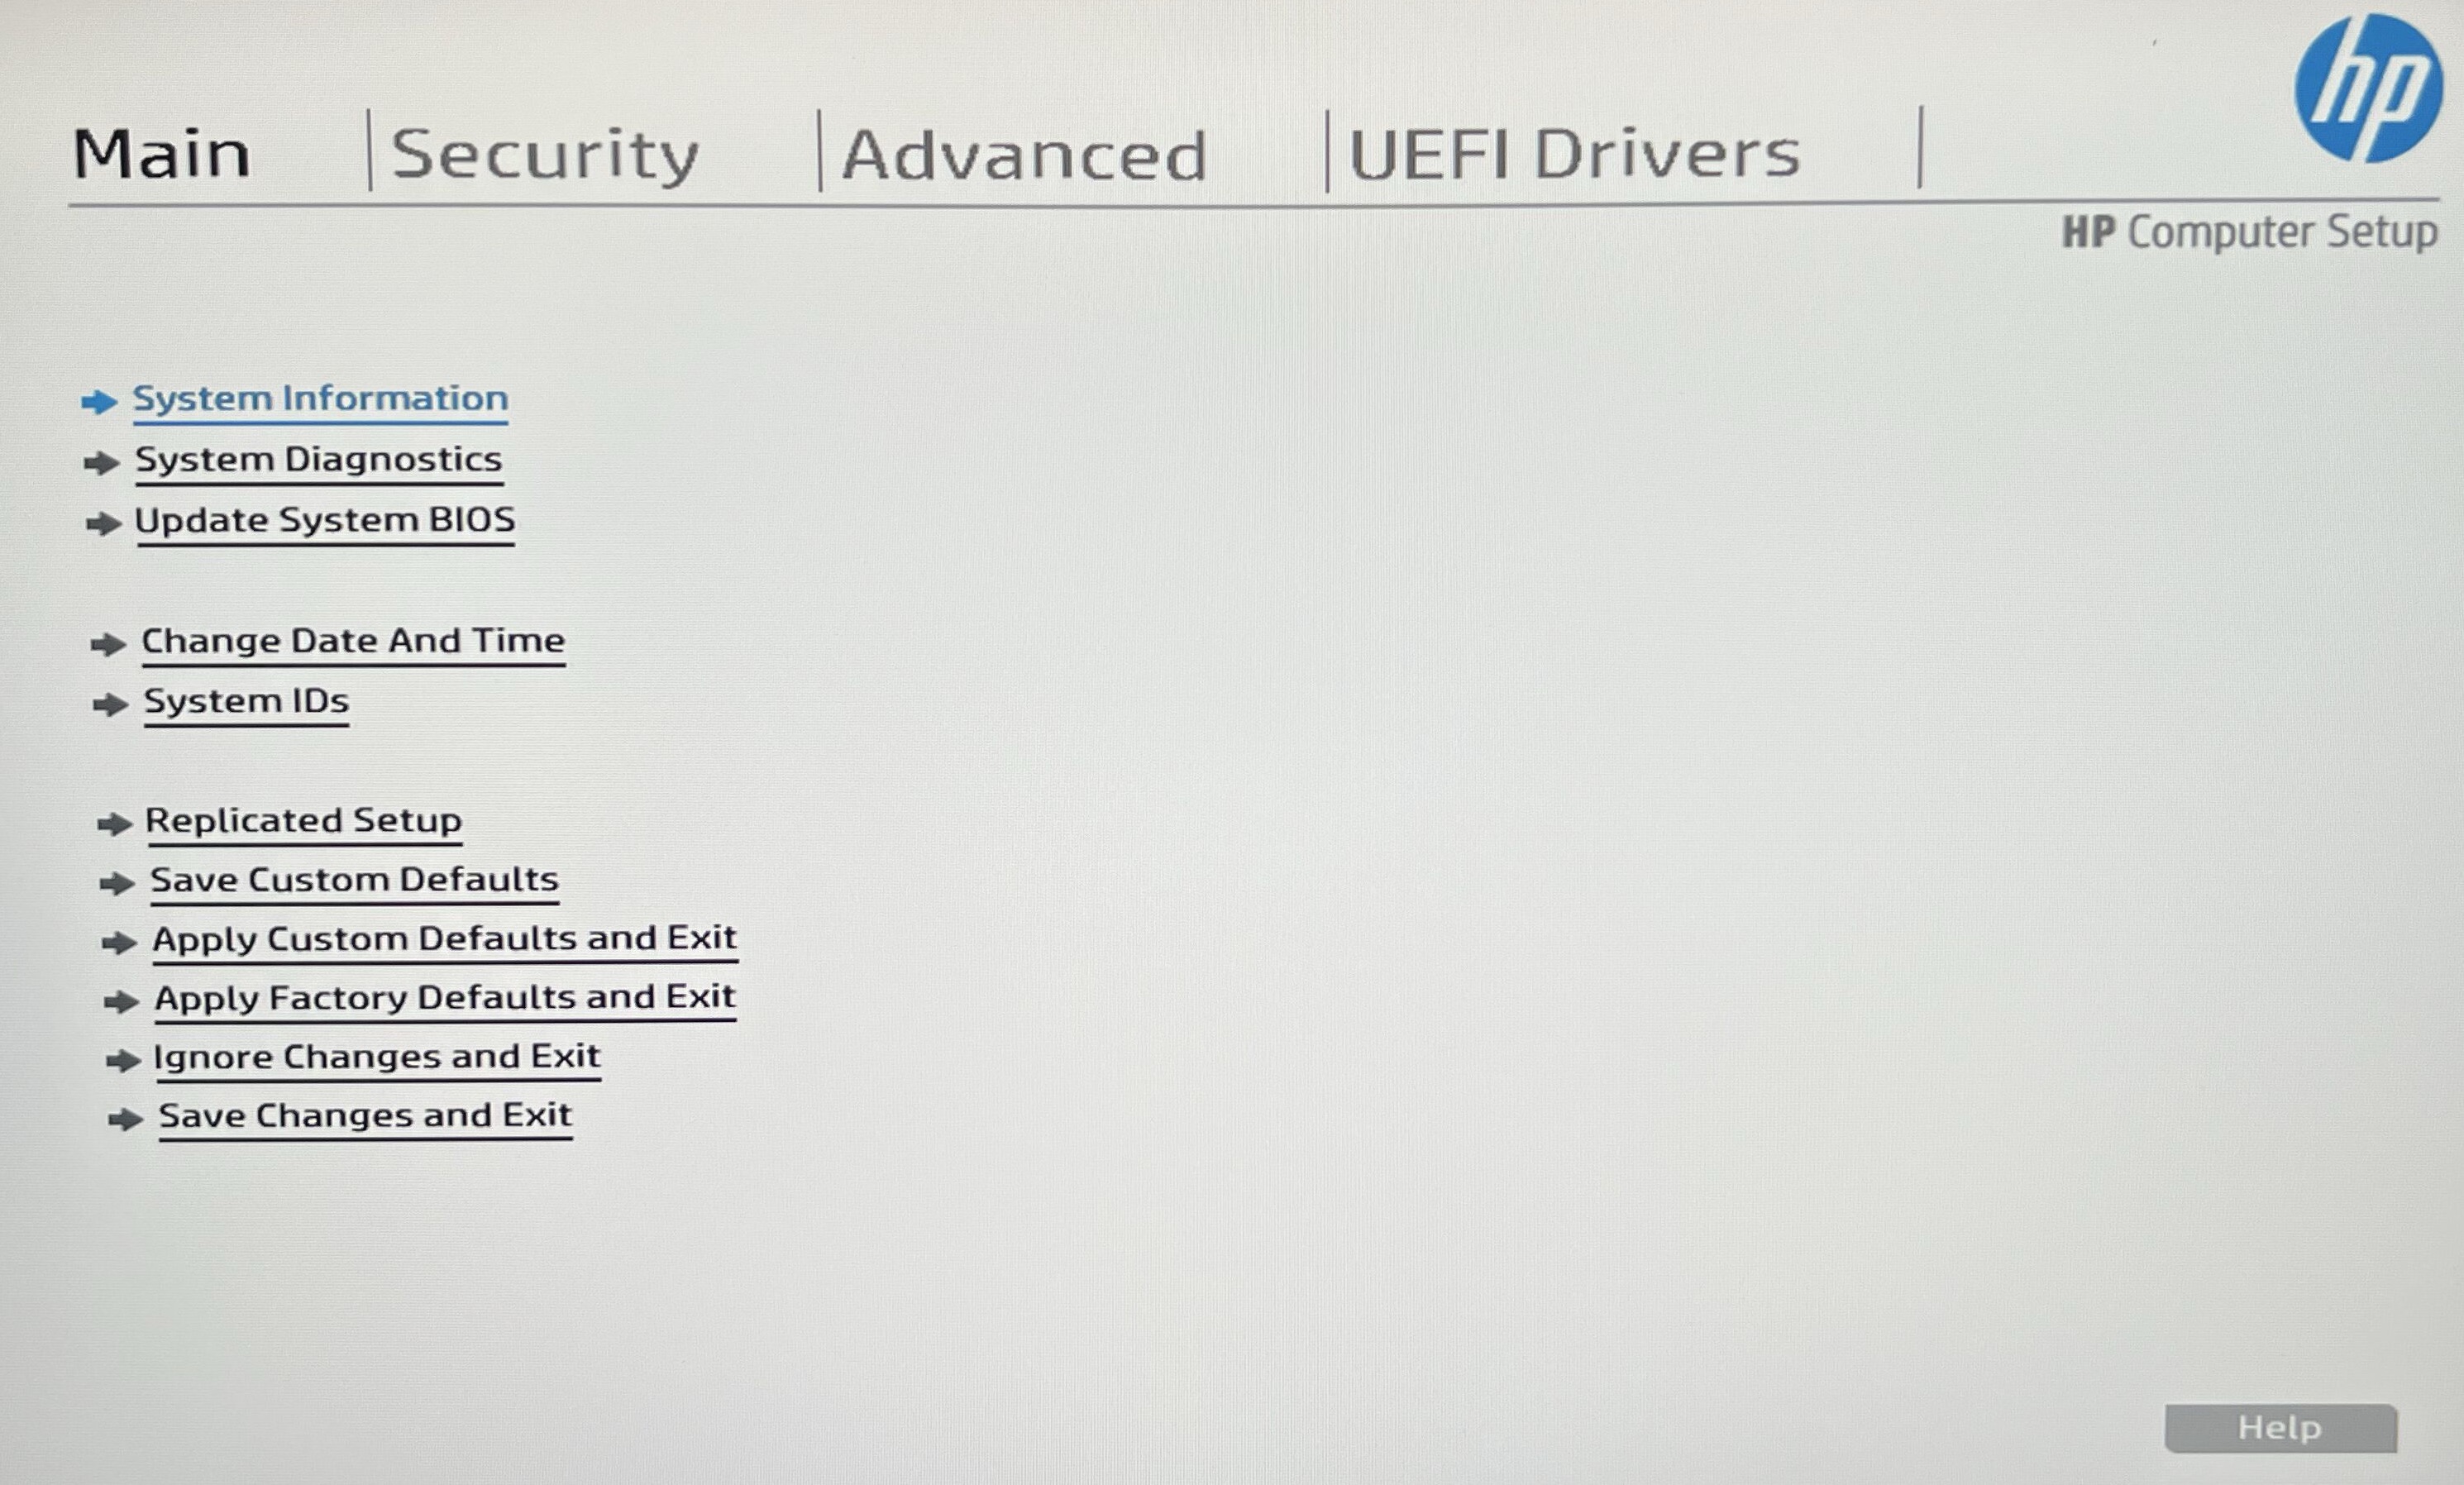 hp
Main Security Advanced UEFI Drivers
HP Computer Setup
System Information
System Diagnostics
Update System BIOS
Change Date And Time
System IDs
Replicated Setup
Save Custom Defaults
Apply Custom Defaults and Exit
Apply Factory Defaults and Exit
Ignore Changes and Exit
Save Changes and Exit
Help